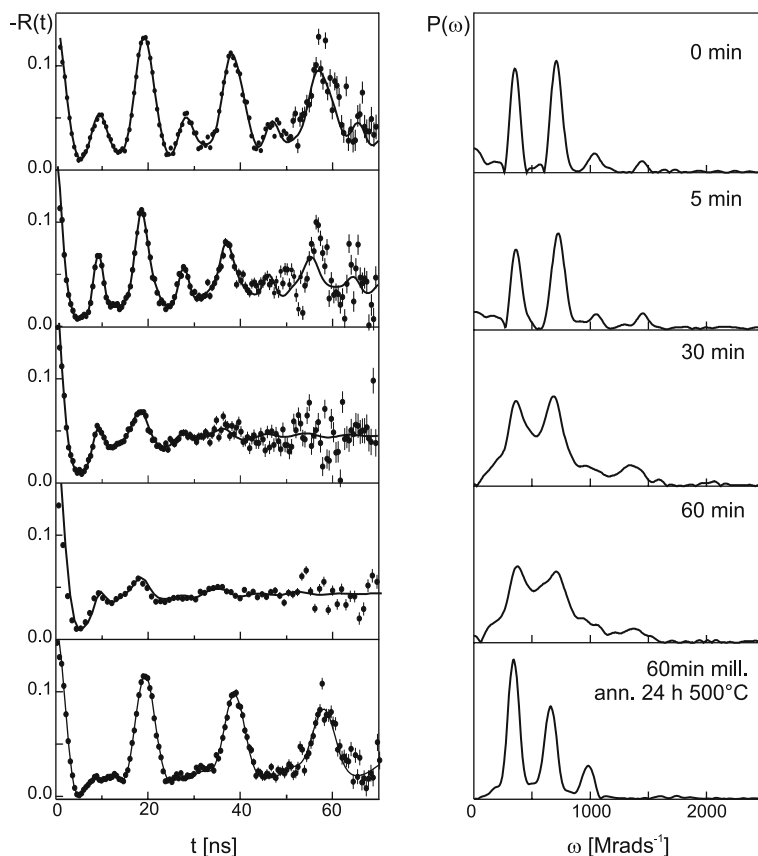 -R(t)
P(ω)
0.1
0.0
0.1
0.0
0.1
0.0
0.1
0.0
0.1
0.0
0 20 40 60
t [ns]
0 min
5 min
30 min
60 min
60min mill.
ann. 24 h 500°C
0 1000 2000
ω [Mrads⁻¹]